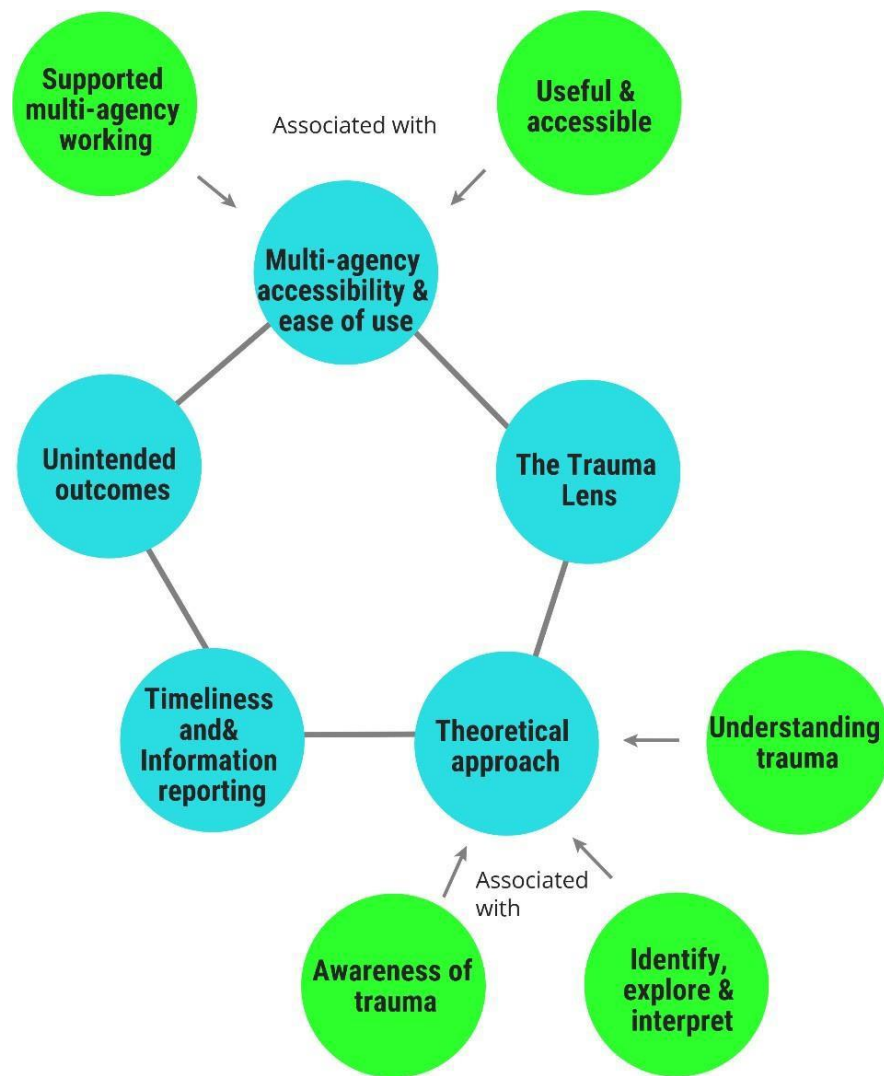 Supported
multi-agency
working
Useful &
accessible
Associated with
Multi-agency
accessibility &
ease of use
Unintended
outcomes
The Trauma
Lens
Timeliness
and&
Information
reporting
Theoretical
approach
Understanding
trauma
Associated
with
Awareness of
trauma
Identify,
explore &
interpret